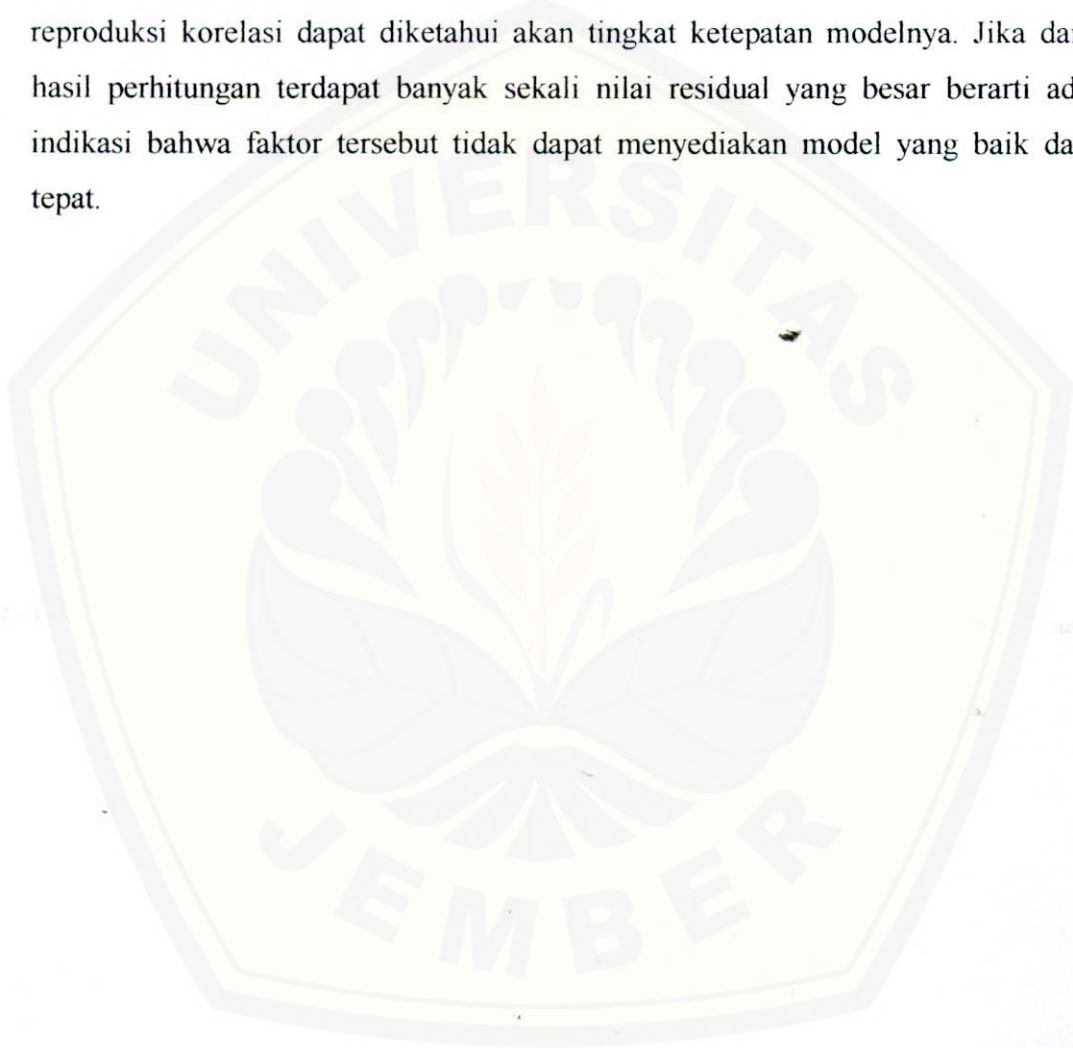 reproduksi korelasi dapat diketahui akan tingkat ketepatan modelnya. Jika dar
hasil perhitungan terdapat banyak sekali nilai residual yang besar berarti ad
indikasi bahwa faktor tersebut tidak dapat menyediakan model yang baik da
tepat.
UNIVERSITAS
JEMBER